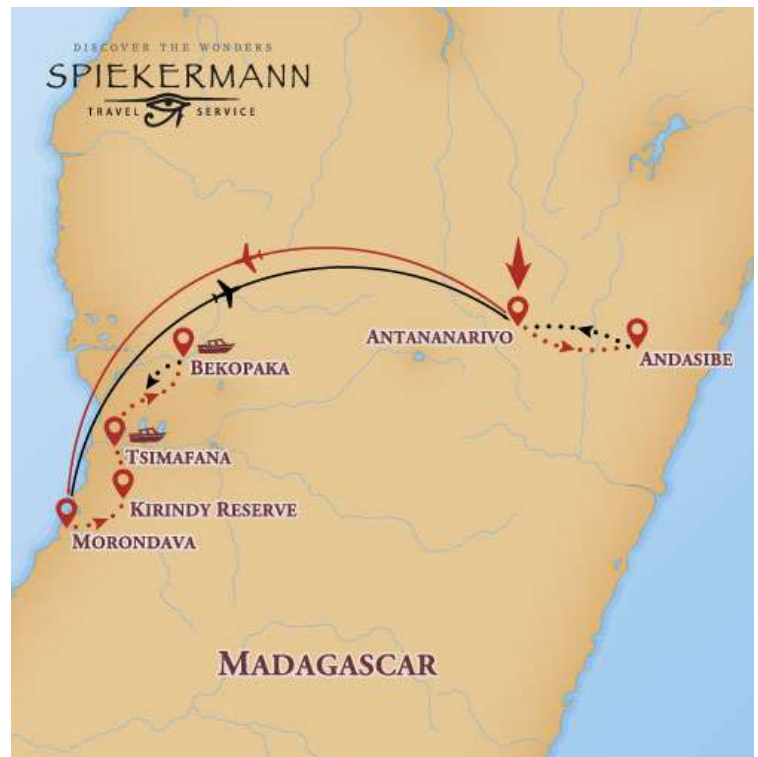 DISCOVER THE WONDERS
SPIEKERMANN
TRAVEL SERVICE
ANTANANARIVO
ANDASIBE
BEKOPAKA
TSIMAFANA
KIRINDY RESERVE
MORONDAVA
MADAGASCAR